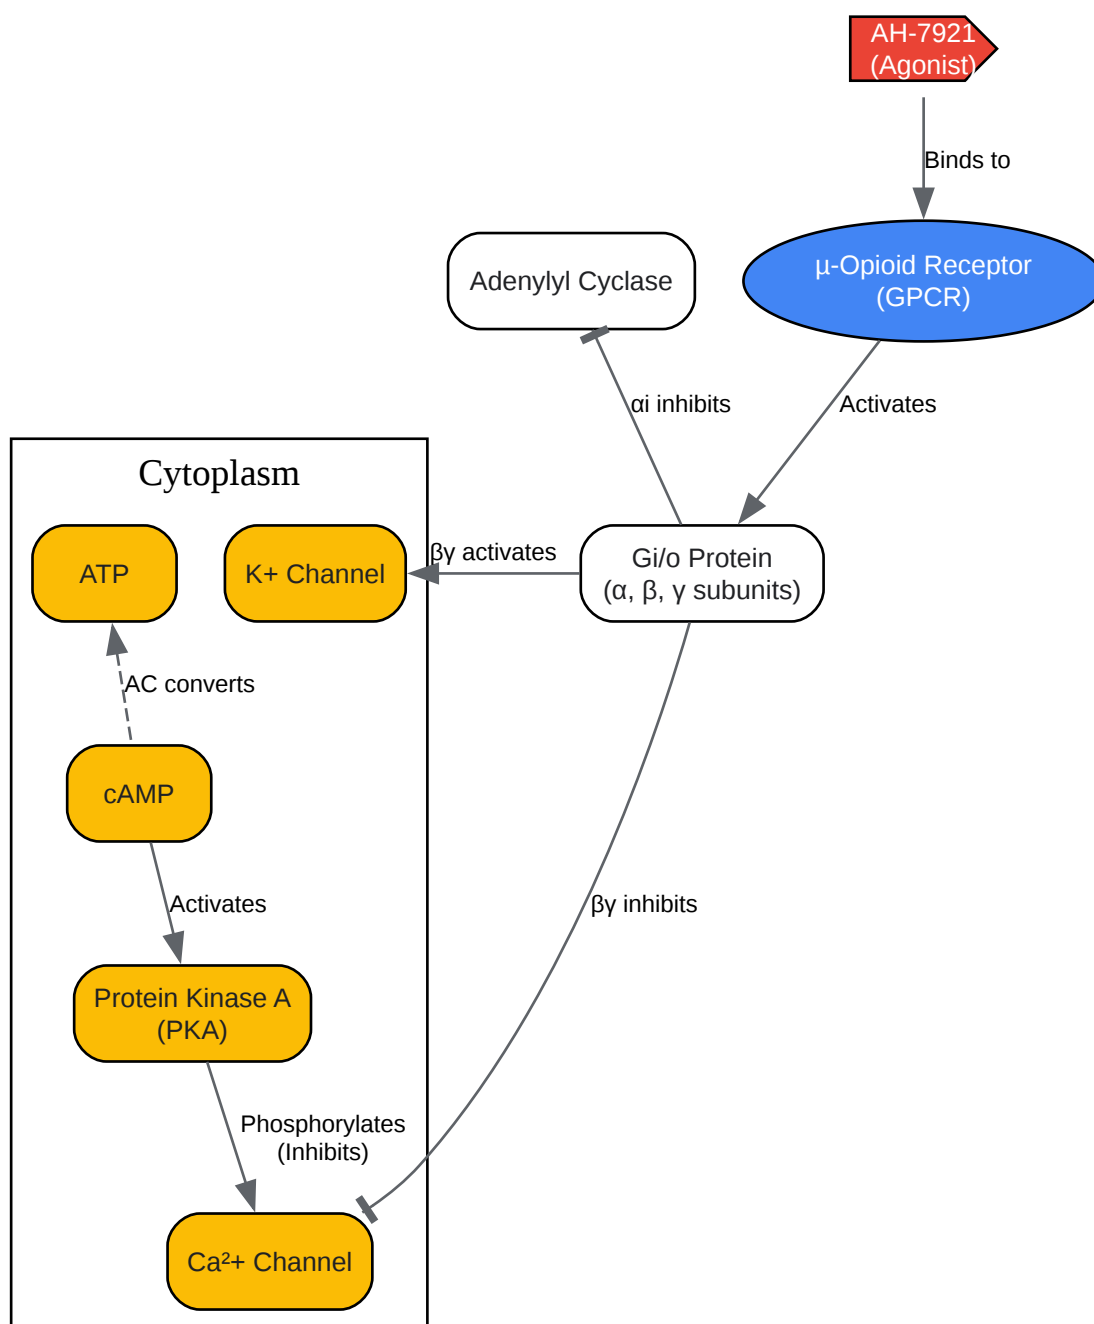 AH-7921
(Agonist)
Binds to
µ-Opioid Receptor
(GPCR)
Adenylyl Cyclase
αi inhibits
Activates
Cytoplasm
ATP
K+ Channel
βγ activates
Gi/o Protein
(α, β, γ subunits)
AC converts
cAMP
Activates
βγ inhibits
Protein Kinase A
(PKA)
Phosphorylates
(Inhibits)
Ca²+ Channel